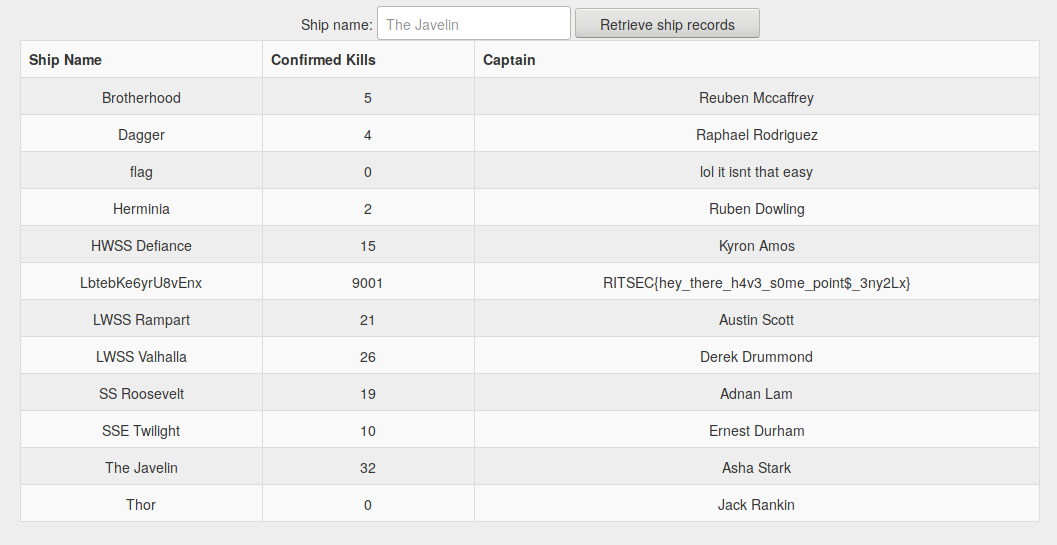 Ship name: The Javelin Retrieve ship records
Ship Name Confirmed Kills Captain
Brotherhood 5 Reuben Mccaffrey
Dagger 4 Raphael Rodriguez
flag 0 lol it isnt that easy
Herminia 2 Ruben Dowling
HWSS Defiance 15 Kyron Amos
LbtebKe6yrU8vEnx 9001 RITSEC{hey_there_h4v3_s0me_point$_3ny2Lx}
LWSS Rampart 21 Austin Scott
LWSS Valhalla 26 Derek Drummond
SS Roosevelt 19 Adnan Lam
SSE Twilight 10 Ernest Durham
The Javelin 32 Asha Stark
Thor 0 Jack Rankin